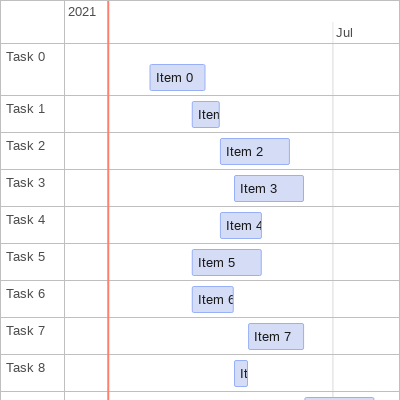 2021
Jul
Task 0
Item 0
Task 1
Item
Task 2
Item 2
Task 3
Item 3
Task 4
Item 4
Task 5
Item 5
Task 6
Item 6
Task 7
Item 7
Task 8
It